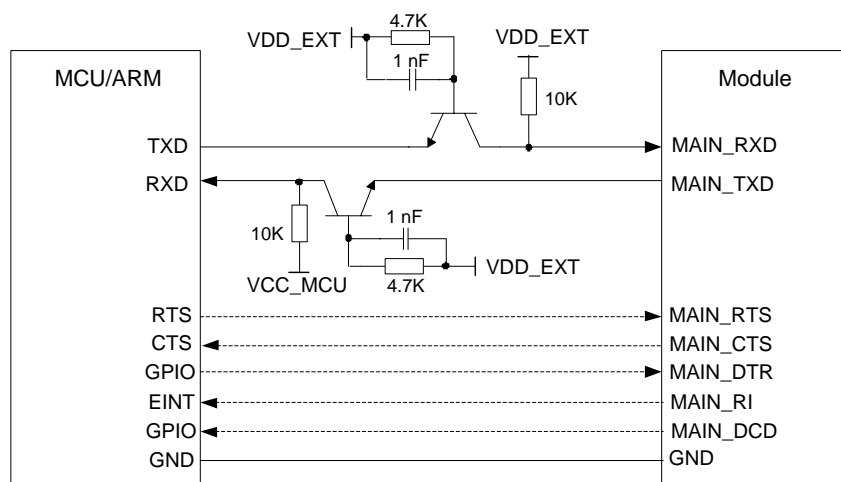 4.7K
VDD_EXT
1 nF
VDD_EXT
MCU/ARM
Module
10K
TXD
MAIN_RXD
RXD
MAIN_TXD
1 nF
10K
VDD_EXT
4.7K
VCC_MCU
RTS
MAIN_RTS
CTS
MAIN_CTS
GPIO
MAIN_DTR
EINT
MAIN_RI
GPIO
MAIN_DCD
GND
GND